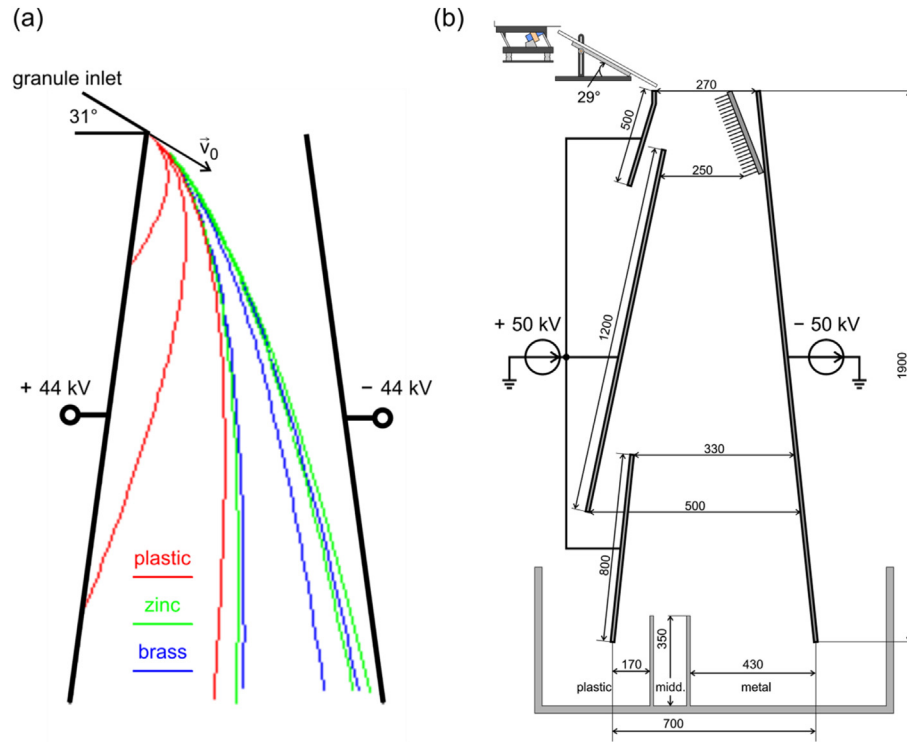 (a)
granule inlet
31°
v⃗0
+ 44 kV
− 44 kV
plastic
zinc
brass
(b)
29°
270
500
250
1200
+ 50 kV
− 50 kV
1900
330
500
800
350
170
430
plastic
midd.
metal
700